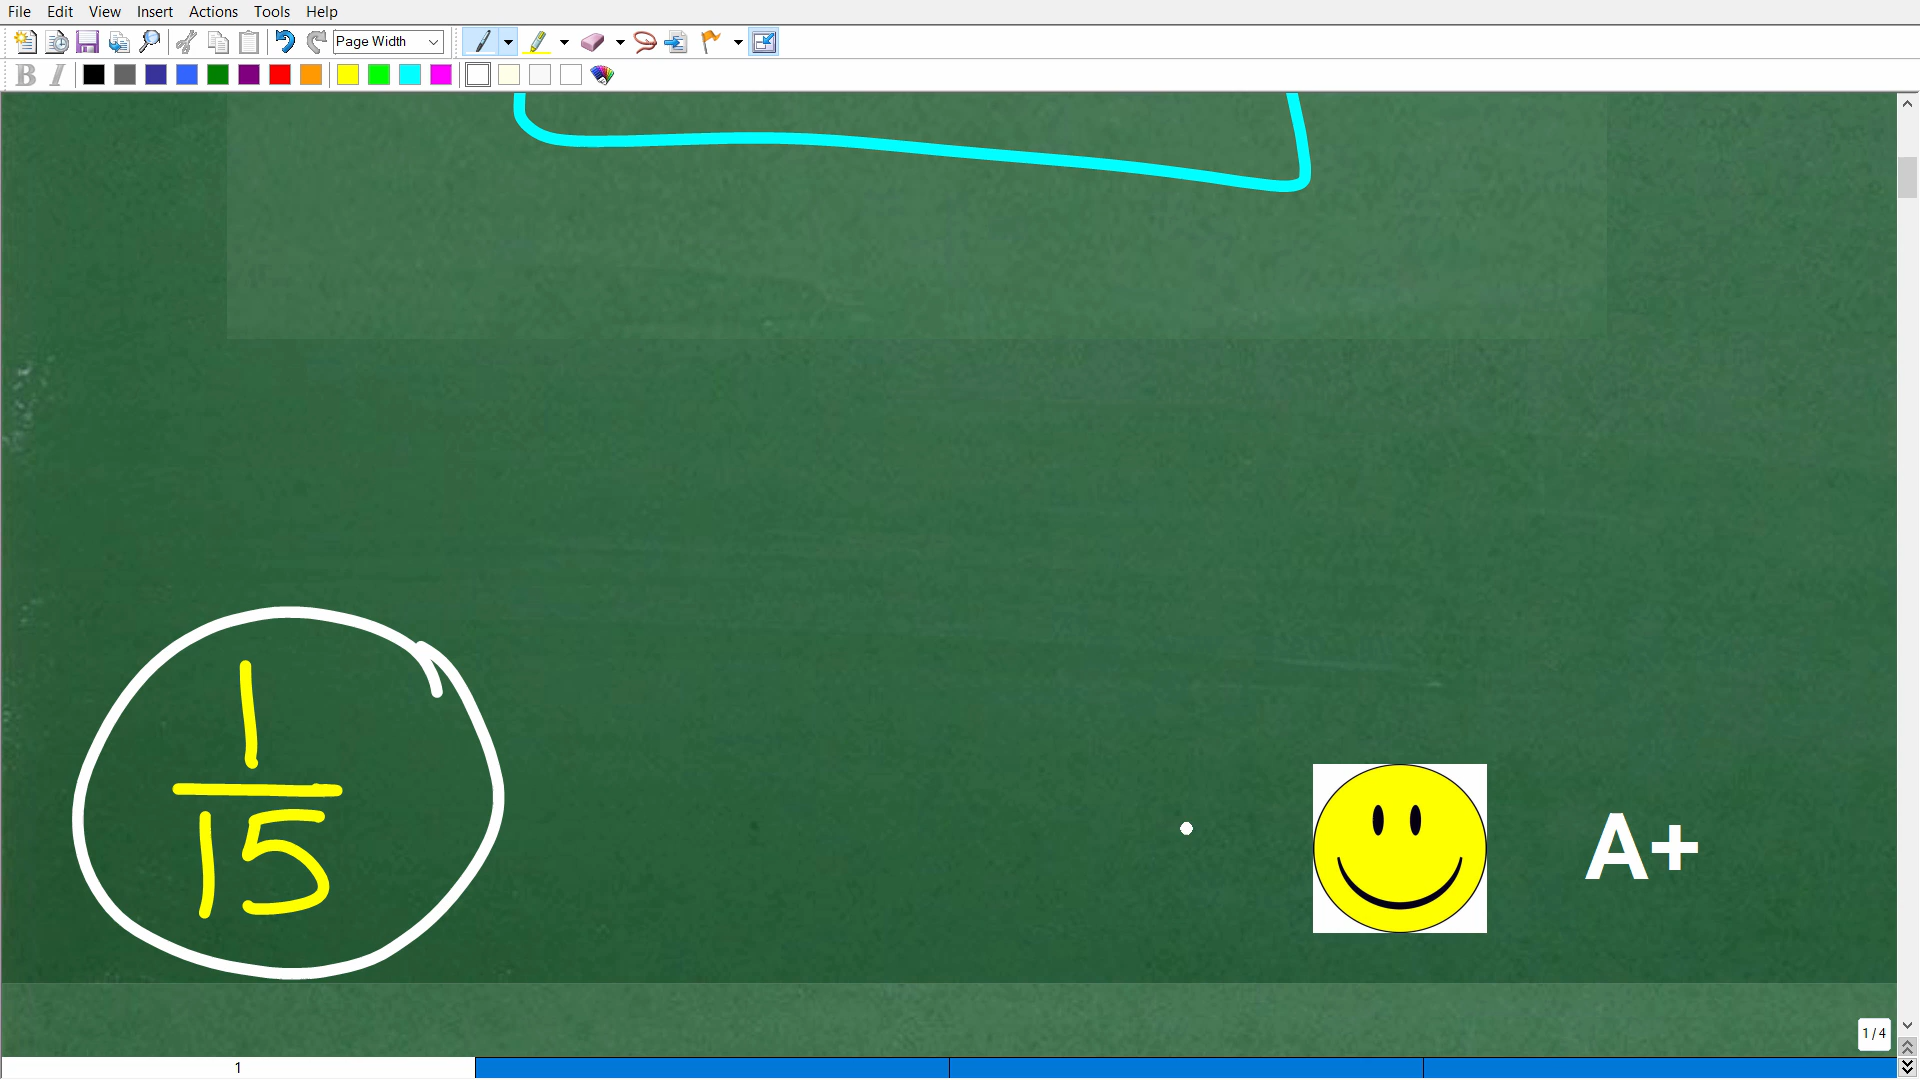 File Edit View Insert Actions Tools Help
Page Width
B I
1
15
A+
1 / 4
1